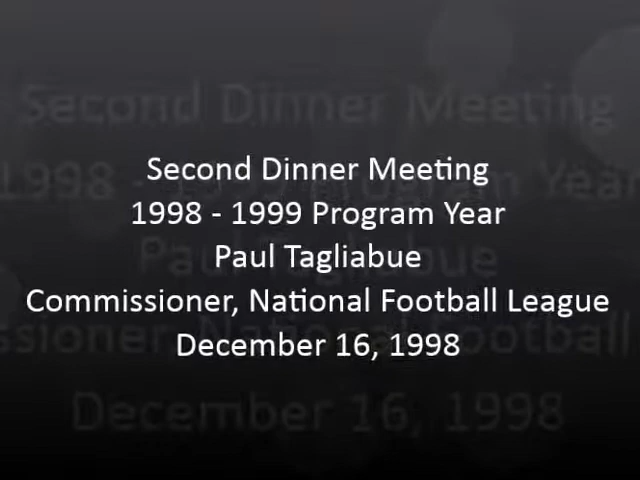 Second Dinner Meeting
1998 - 1999 Program Year
Paul Tagliabue
Commissioner, National Football League
December 16, 1998